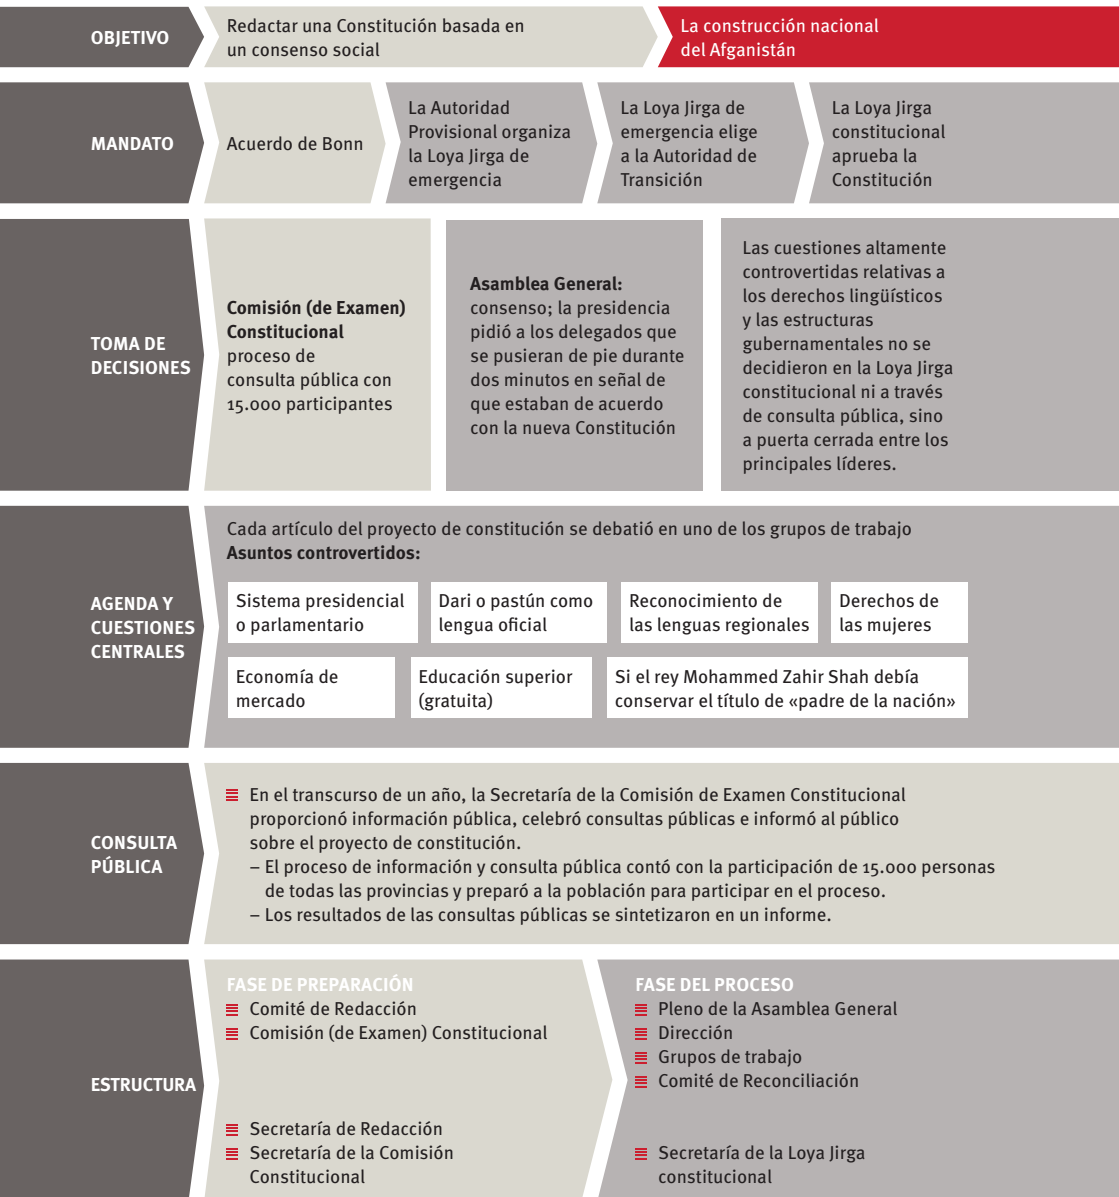 OBJETIVO
Redactar una Constitución basada en
un consenso social
La construcción nacional
del Afganistán
MANDATO
Acuerdo de Bonn
La Autoridad
Provisional organiza
la Loya Jirga de
emergencia
La Loya Jirga de
emergencia elige
a la Autoridad de
Transición
La Loya Jirga
constitucional
aprueba la
Constitución
TOMA DE
DECISIONES
Comisión (de Examen)
Constitucional
proceso de
consulta pública con
15.000 participantes
Asamblea General:
consenso; la presidencia
pidió a los delegados que
se pusieran de pie durante
dos minutos en señal de
que estaban de acuerdo
con la nueva Constitución
Las cuestiones altamente
controvertidas relativas a
los derechos lingüísticos
y las estructuras
gubernamentales no se
decidieron en la Loya Jirga
constitucional ni a través
de consulta pública, sino
a puerta cerrada entre los
principales líderes.
AGENDA Y
CUESTIONES
CENTRALES
Cada artículo del proyecto de constitución se debatió en uno de los grupos de trabajo
Asuntos controvertidos:
Sistema presidencial
o parlamentario
Dari o pastún como
lengua oficial
Reconocimiento de
las lenguas regionales
Derechos de
las mujeres
Economía de
mercado
Educación superior
(gratuita)
Si el rey Mohammed Zahir Shah debía
conservar el título de «padre de la nación»
CONSULTA
PÚBLICA
En el transcurso de un año, la Secretaría de la Comisión de Examen Constitucional
proporcionó información pública, celebró consultas públicas e informó al público
sobre el proyecto de constitución.
– El proceso de información y consulta pública contó con la participación de 15.000 personas
de todas las provincias y preparó a la población para participar en el proceso.
– Los resultados de las consultas públicas se sintetizaron en un informe.
ESTRUCTURA
FASE DE PREPARACIÓN
Comité de Redacción
Comisión (de Examen) Constitucional
Secretaría de Redacción
Secretaría de la Comisión
Constitucional
FASE DEL PROCESO
Pleno de la Asamblea General
Dirección
Grupos de trabajo
Comité de Reconciliación
Secretaría de la Loya Jirga
constitucional